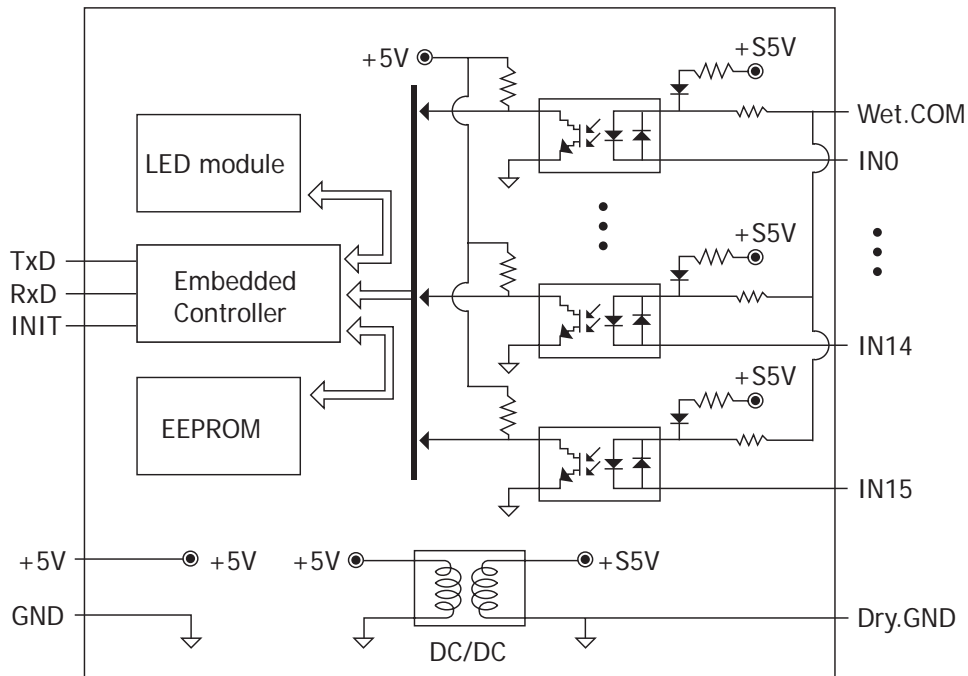 +5V
+S5V
Wet.COM
IN0
LED module
TxD
RxD
INIT
Embedded
Controller
+S5V
IN14
EEPROM
+S5V
IN15
+5V
+5V
+5V
+S5V
GND
DC/DC
Dry.GND